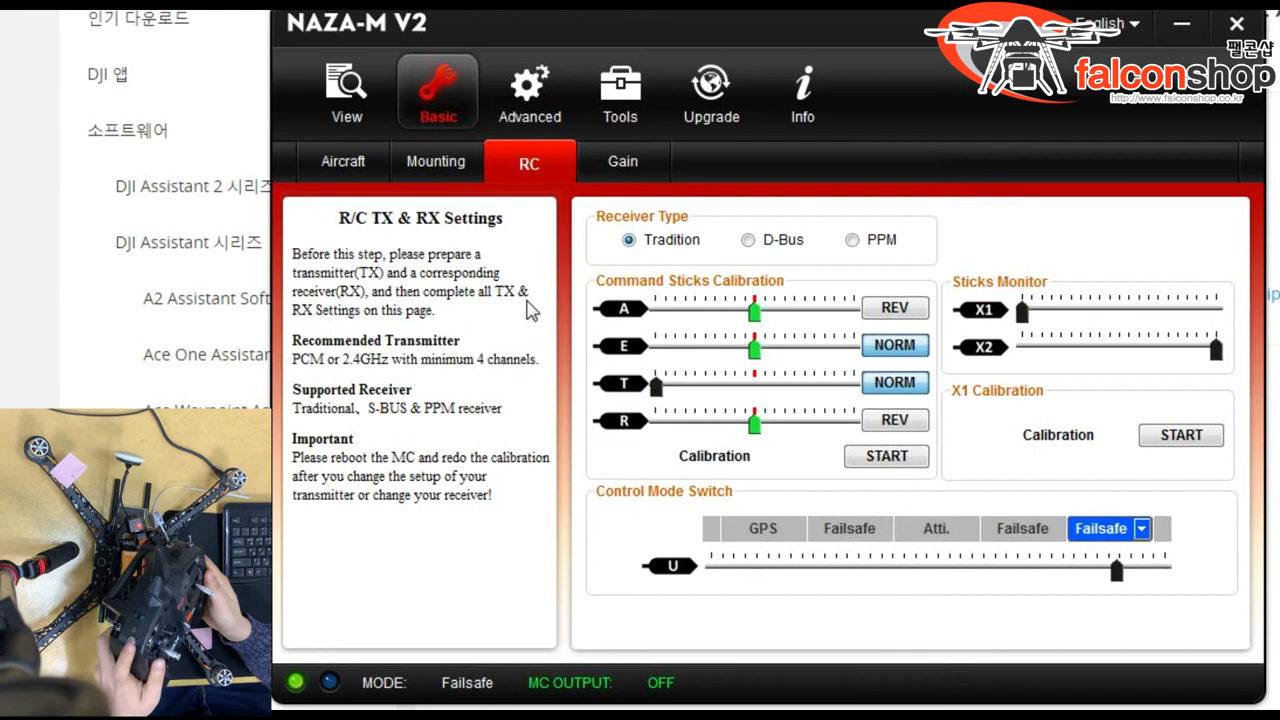 인기 다운로드
DJI 앱
소프트웨어
DJI Assistant 2 시리즈
DJI Assistant 시리즈
A2 Assistant Soft
Ace One Assistan
NAZA-M V2
English
팰콘샵
falconshop
http://www.falconshop.co.kr
View
Basic
Advanced
Tools
Upgrade
Info
Aircraft
Mounting
RC
Gain
R/C TX & RX Settings
Before this step, please prepare a
transmitter(TX) and a corresponding
receiver(RX), and then complete all TX &
RX Settings on this page.
Recommended Transmitter
PCM or 2.4GHz with minimum 4 channels.
Supported Receiver
Traditional、S-BUS & PPM receiver
Important
Please reboot the MC and redo the calibration
after you change the setup of your
transmitter or change your receiver!
Receiver Type
Tradition D-Bus PPM
Command Sticks Calibration
A REV
E NORM
T NORM
R REV
Calibration START
Sticks Monitor
X1
X2
X1 Calibration
Calibration START
Control Mode Switch
GPS Failsafe Atti. Failsafe Failsafe
U
MODE: Failsafe MC OUTPUT: OFF